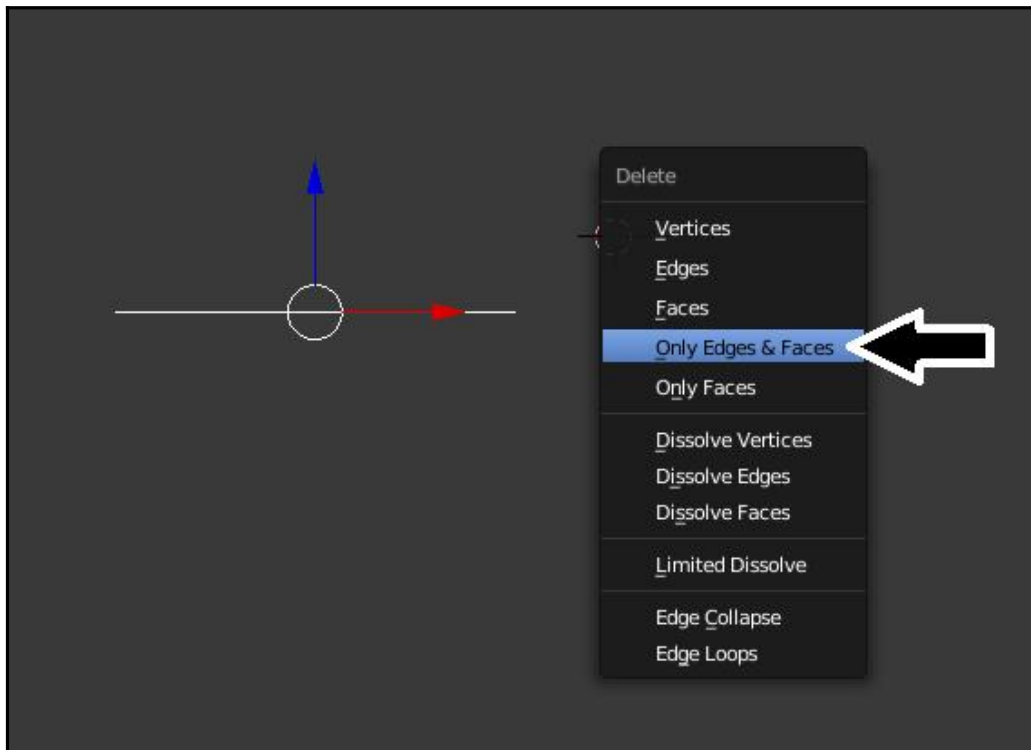 Delete
Vertices
Edges
Faces
Only Edges & Faces
Only Faces
Dissolve Vertices
Dissolve Edges
Dissolve Faces
Limited Dissolve
Edge Collapse
Edge Loops